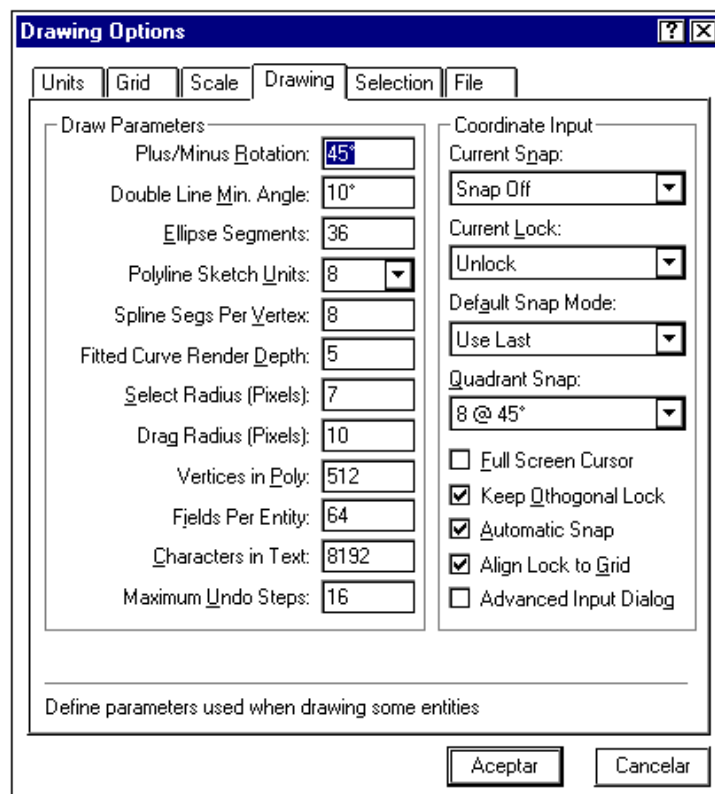 Drawing Options
Units Grid Scale Drawing Selection File
Draw Parameters
Plus/Minus Rotation: 45°
Double Line Min. Angle: 10°
Ellipse Segments: 36
Polyline Sketch Units: 8
Spline Segs Per Vertex: 8
Fitted Curve Render Depth: 5
Select Radius (Pixels): 7
Drag Radius (Pixels): 10
Vertices in Poly: 512
Fields Per Entity: 64
Characters in Text: 8192
Maximum Undo Steps: 16
Coordinate Input
Current Snap:
Snap Off
Current Lock:
Unlock
Default Snap Mode:
Use Last
Quadrant Snap:
8 @ 45°
Full Screen Cursor
Keep Othogonal Lock
Automatic Snap
Align Lock to Grid
Advanced Input Dialog
Define parameters used when drawing some entities
Aceptar Cancelar